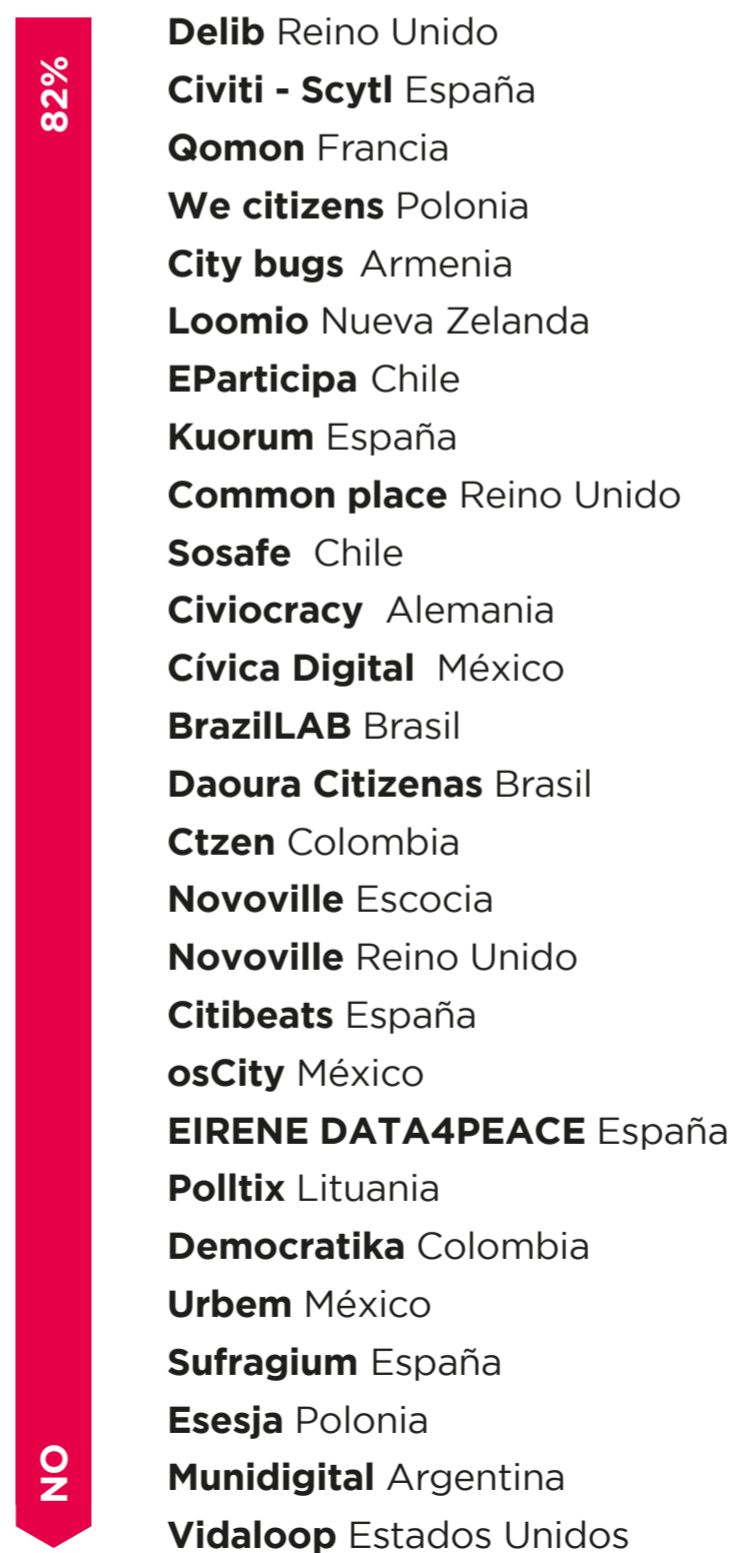 82%
NO
Delib Reino Unido
Civiti - Scytl España
Qomon Francia
We citizens Polonia
City bugs Armenia
Loomio Nueva Zelanda
EParticipa Chile
Kuorum España
Common place Reino Unido
Sosafe Chile
Civiocracy Alemania
Cívica Digital México
BrazilLAB Brasil
Daoura Citizenas Brasil
Ctzen Colombia
Novoville Escocia
Novoville Reino Unido
Citibeats España
osCity México
EIRENE DATA4PEACE España
Polltix Lituania
Democratika Colombia
Urbem México
Sufragium España
Esesja Polonia
Munidigital Argentina
Vidaloop Estados Unidos